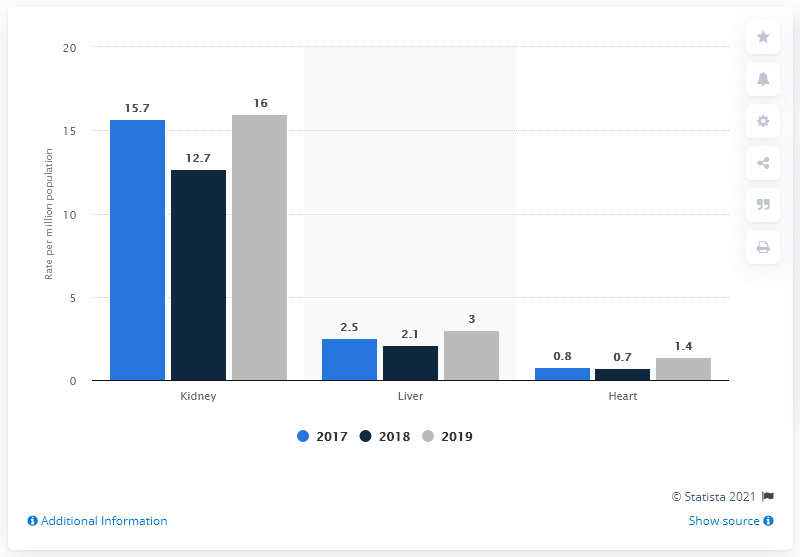 20
15
10
5
0
Rate per million population
15.7
12.7
16
2.5
2.1
3
0.8
0.7
1.4
Kidney Liver Heart
2017 2018 2019
© Statista 2021
Additional Information Show source